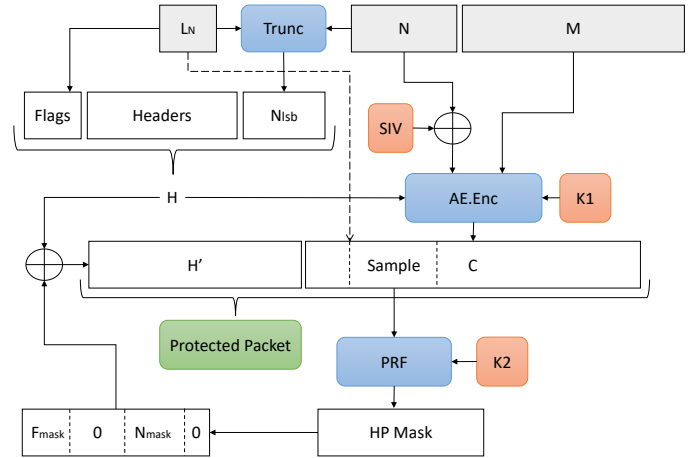 LN
Trunc
N
M
Flags
Headers
Nlsb
SIV
H
AE.Enc
K1
H'
Sample
C
Protected Packet
PRF
K2
Fmask
0
Nmask
0
HP Mask